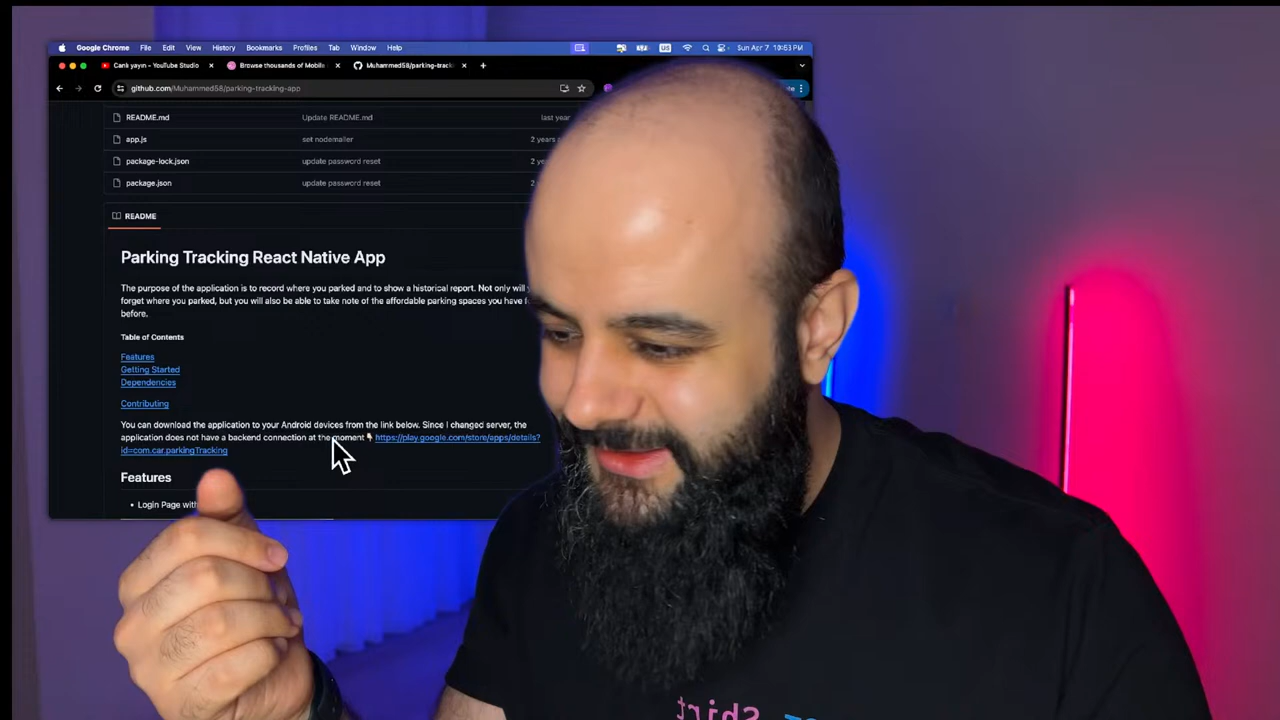 Google Chrome File Edit View History Bookmarks Profiles Tab Window Help US Sun Apr 7 10:53 PM
Canlı yayın - YouTube Studio Browse thousands of Mobile Muhammed58/parking-track
github.com/Muhammed58/parking-tracking-app
README.md Update README.md last year
app.js set nodemailer 2 years
package-lock.json update password reset 2 ye
package.json update password reset 2
README
Parking Tracking React Native App
The purpose of the application is to record where you parked and to show a historical report. Not only will
forget where you parked, but you will also be able to take note of the affordable parking spaces you have
before.
Table of Contents
Features
Getting Started
Dependencies
Contributing
You can download the application to your Android devices from the link below. Since I changed server, the
application does not have a backend connection at the moment 👇 https://play.google.com/store/apps/details?
id=com.car.parkingTracking
Features
• Login Page with
Shirt